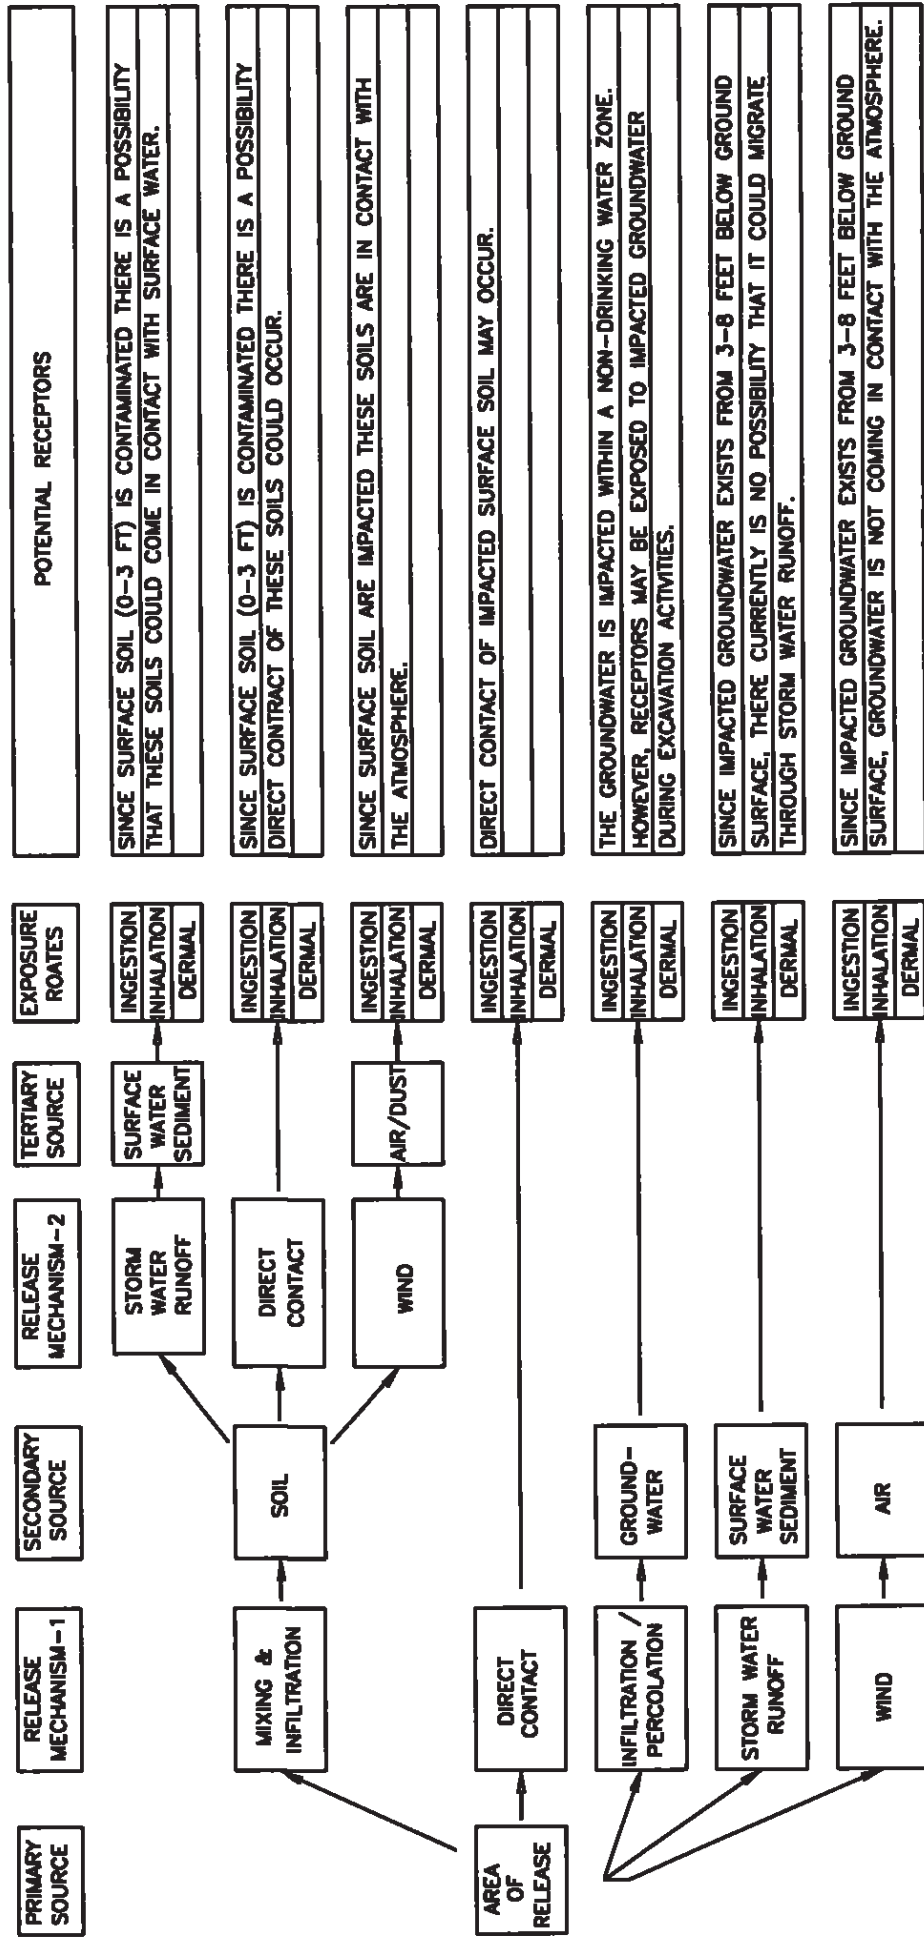 PRIMARY
SOURCE
RELEASE
MECHANISM-1
SECONDARY
SOURCE
RELEASE
MECHANISM-2
TERTIARY
SOURCE
EXPOSURE
ROATES
POTENTIAL RECEPTORS
STORM
WATER
RUNOFF
SURFACE
WATER
SEDIMENT
INGESTION
INHALATION
DERMAL
SINCE SURFACE SOIL (0-3 FT) IS CONTAMINATED THERE IS A POSSIBILITY
THAT THESE SOILS COULD COME IN CONTACT WITH SURFACE WATER.
MIXING &
INFILTRATION
SOIL
DIRECT
CONTACT
INGESTION
INHALATION
DERMAL
SINCE SURFACE SOIL (0-3 FT) IS CONTAMINATED THERE IS A POSSIBILITY
DIRECT CONTRACT OF THESE SOILS COULD OCCUR.
WIND
AIR/DUST
INGESTION
INHALATION
DERMAL
SINCE SURFACE SOIL ARE IMPACTED THESE SOILS ARE IN CONTACT WITH
THE ATMOSPHERE.
AREA
OF
RELEASE
DIRECT
CONTACT
INGESTION
INHALATION
DERMAL
DIRECT CONTACT OF IMPACTED SURFACE SOIL MAY OCCUR.
INFILTRATION /
PERCOLATION
GROUND-
WATER
INGESTION
INHALATION
DERMAL
THE GROUNDWATER IS IMPACTED WITHIN A NON-DRINKING WATER ZONE.
HOWEVER, RECEPTORS MAY BE EXPOSED TO IMPACTED GROUNDWATER
DURING EXCAVATION ACTIVITIES.
STORM WATER
RUNOFF
SURFACE
WATER
SEDIMENT
INGESTION
INHALATION
DERMAL
SINCE IMPACTED GROUNDWATER EXISTS FROM 3-8 FEET BELOW GROUND
SURFACE, THERE CURRENTLY IS NO POSSIBILITY THAT IT COULD MIGRATE
THROUGH STORM WATER RUNOFF.
WIND
AIR
INGESTION
INHALATION
DERMAL
SINCE IMPACTED GROUNDWATER EXISTS FROM 3-8 FEET BELOW GROUND
SURFACE, GROUNDWATER IS NOT COMING IN CONTACT WITH THE ATMOSPHERE.